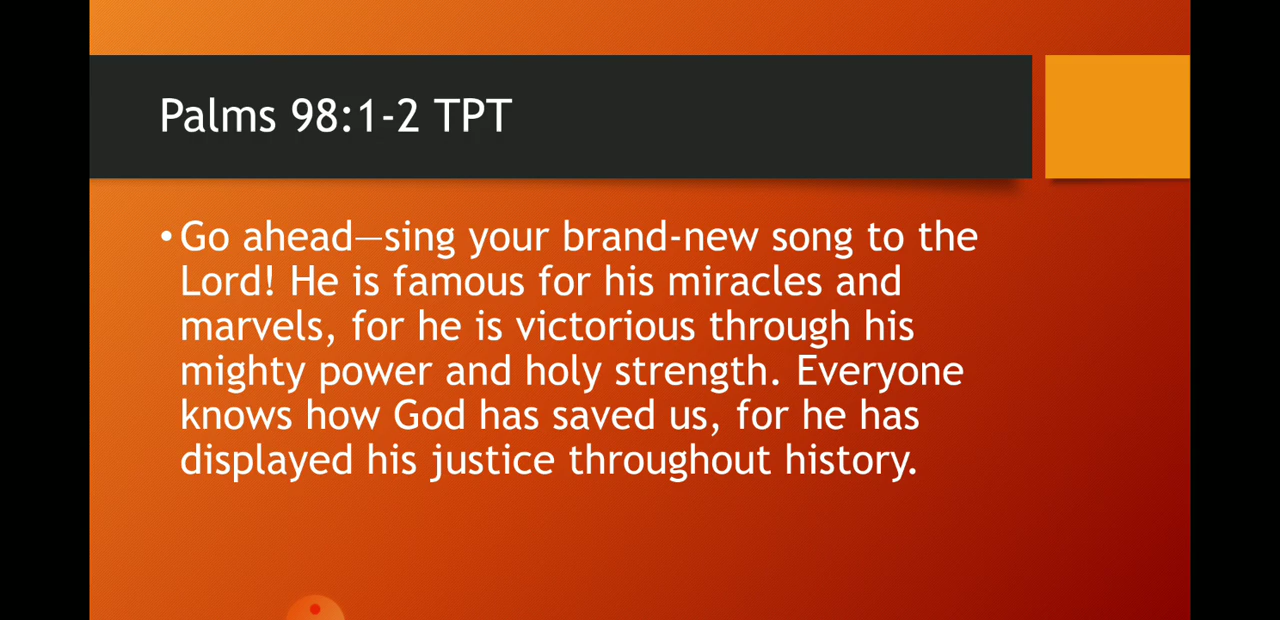 Palms 98:1-2 TPT
• Go ahead—sing your brand-new song to the
Lord! He is famous for his miracles and
marvels, for he is victorious through his
mighty power and holy strength. Everyone
knows how God has saved us, for he has
displayed his justice throughout history.